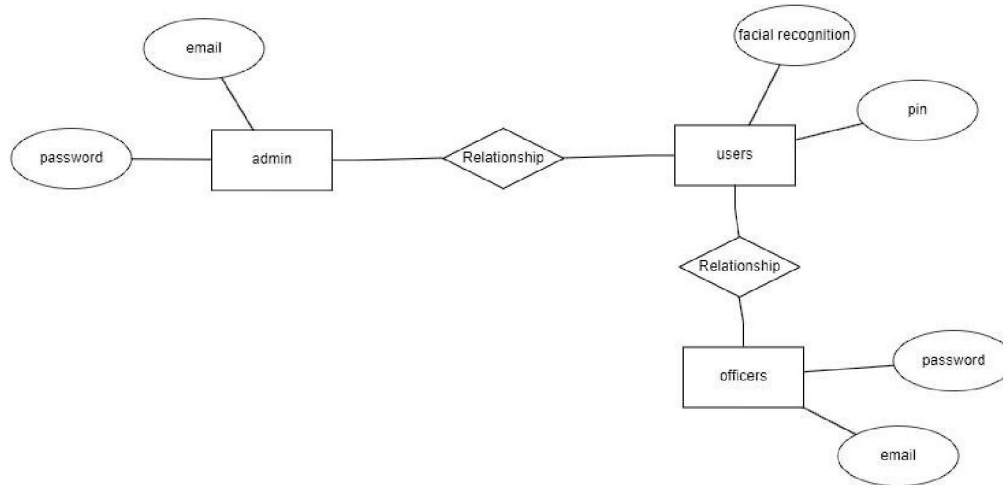 facial recognition
email
pin
password
admin
Relationship
users
Relationship
officers
password
email